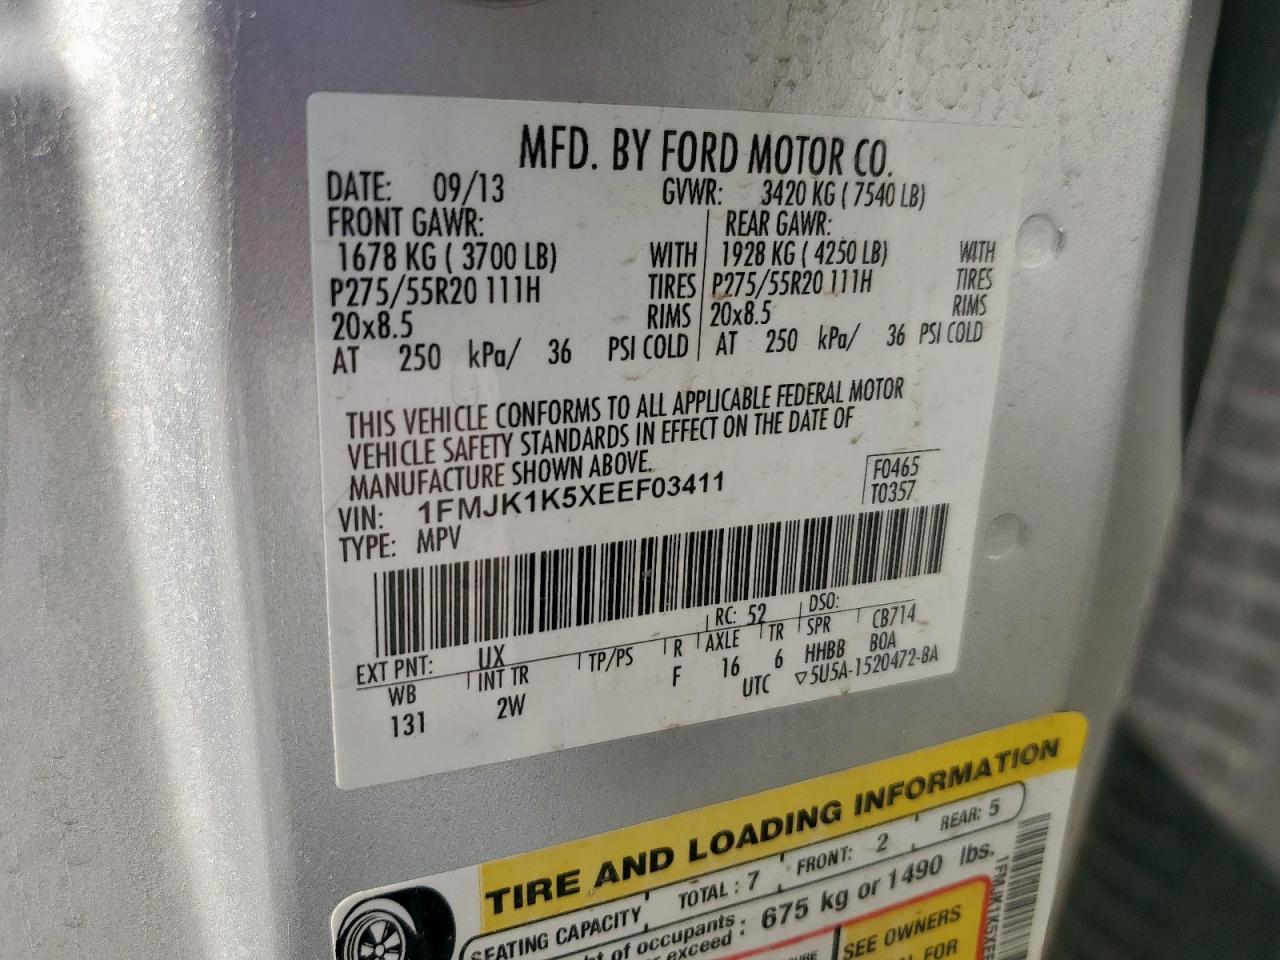 MFD. BY FORD MOTOR CO.
DATE: 09/13 GVWR: 3420 KG ( 7540 LB)
FRONT GAWR: REAR GAWR:
1678 KG ( 3700 LB) WITH 1928 KG ( 4250 LB) WITH
P275/55R20 111H TIRES P275/55R20 111H TIRES
20x8.5 RIMS 20x8.5 RIMS
AT 250 kPa/ 36 PSI COLD AT 250 kPa/ 36 PSI COLD
THIS VEHICLE CONFORMS TO ALL APPLICABLE FEDERAL MOTOR
VEHICLE SAFETY STANDARDS IN EFFECT ON THE DATE OF
MANUFACTURE SHOWN ABOVE.
VIN: 1FMJK1K5XEEF03411 F0465
TYPE: MPV T0357
EXT PNT: UX RC: 52 DSO:
WB INT TR TP/PS R AXLE TR SPR CB714
131 2W F 16 6 HHBB BOA
UTC ▽5U5A-1520472-BA
TIRE AND LOADING INFORMATION
SEATING CAPACITY TOTAL : 7 FRONT: 2 REAR: 5
of occupants
exceed : 675 kg or 1490 lbs.
SEE OWNERS
FOR
1FMJK1K5XEE